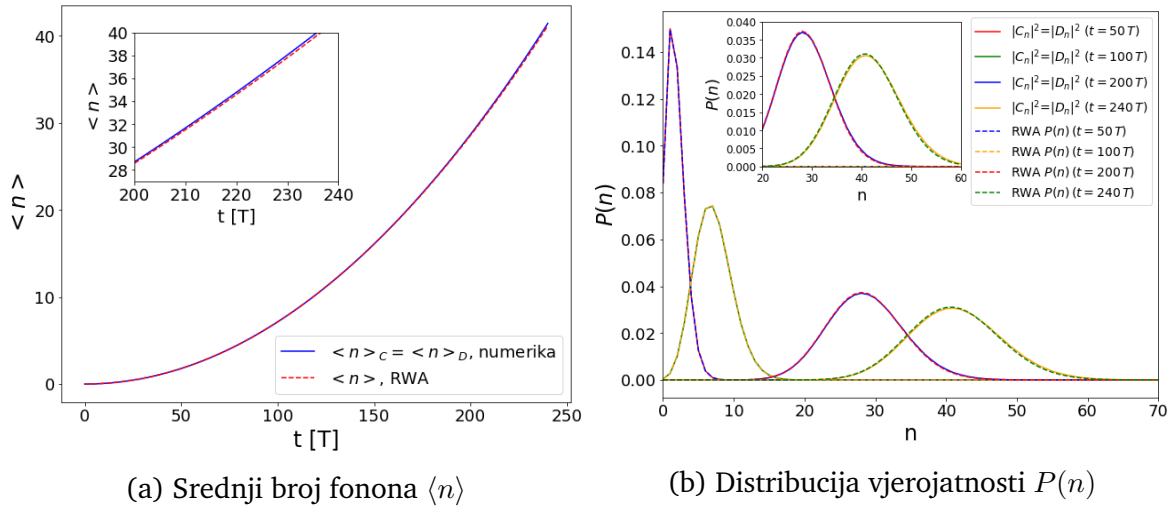 40
30
20
10
0
<n>
40
38
36
34
32
30
28
<n>
200
210
220
230
240
t [T]
<n>_C = <n>_D, numerika
<n>, RWA
0
50
100
150
200
250
t [T]
(a) Srednji broj fonona ⟨n⟩
0.14
0.12
0.10
0.08
0.06
0.04
0.02
0.00
P(n)
0.040
0.035
0.030
0.025
0.020
0.015
0.010
0.005
0.000
P(n)
20
30
40
50
60
n
|C_n|²=|D_n|² (t = 50 T)
|C_n|²=|D_n|² (t = 100 T)
|C_n|²=|D_n|² (t = 200 T)
|C_n|²=|D_n|² (t = 240 T)
RWA P(n) (t = 50 T)
RWA P(n) (t = 100 T)
RWA P(n) (t = 200 T)
RWA P(n) (t = 240 T)
0
10
20
30
40
50
60
70
n
(b) Distribucija vjerojatnosti P(n)